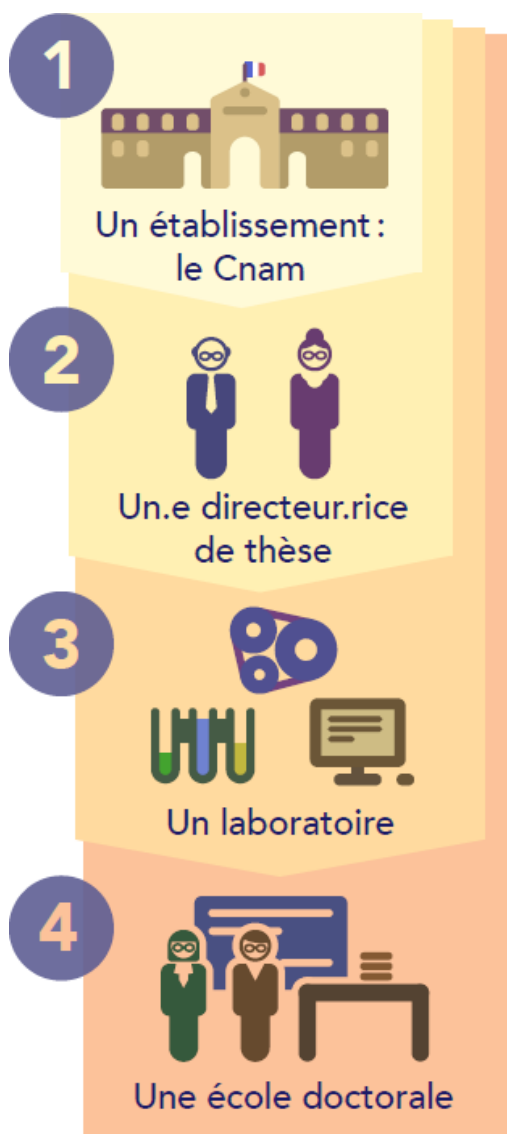 1
Un établissement :
le Cnam
2
Un.e directeur.rice
de thèse
3
Un laboratoire
4
Une école doctorale